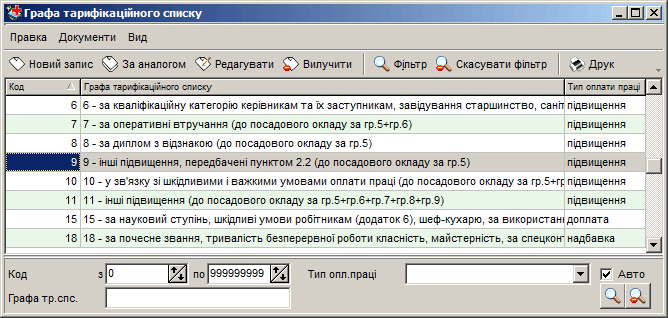 Графа тарифікаційного списку
Правка Документи Вид
Новий запис За аналогом Редагувати Вилучити Фільтр Скасувати фільтр Друк
Код Графа тарифікаційного списку Тип оплати праці
6 6 - за кваліфікаційну категорію керівникам та їх заступникам, завідування старшинство, саніт підвищення
7 7 - за оперативні втручання (до посадового окладу за гр.5+гр.6) підвищення
8 8 - за диплом з відзнакою (до посадового окладу за гр.5) підвищення
9 9 - інші підвищення, передбачені пунктом 2.2 (до посадового окладу за гр.5) підвищення
10 10 - у зв'язку зі шкідливими і важкими умовами оплати праці (до посадового окладу за гр.5+гр підвищення
11 11 - інші підвищення (до посадового окладу за гр.5+гр.6+гр.7+гр.8+гр.9) підвищення
15 15 - за науковий ступінь, шкідливі умови робітникам (додаток 6), шеф-кухарю, за використан доплата
18 18 - за почесне звання, тривалість безперервної роботи класність, майстерність, за спецконт надбавка
Код з 0 по 999999999 Тип опл.праці Авто
Графа тр.спс.